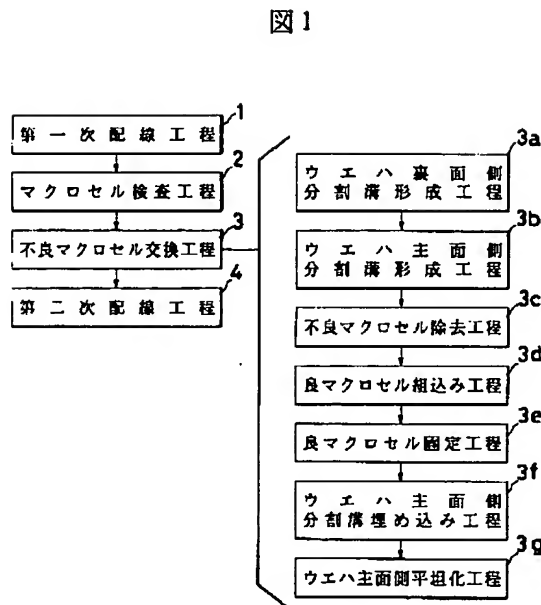 図1
1
第一次配線工程
2
マクロセル検査工程
3
不良マクロセル交換工程
4
第二次配線工程
3a
ウエハ裏面側
分割溝形成工程
3b
ウエハ主面側
分割溝形成工程
3c
不良マクロセル除去工程
3d
良マクロセル組込み工程
3e
良マクロセル固定工程
3f
ウエハ主面側
分割溝埋め込み工程
3g
ウエハ主面側平坦化工程